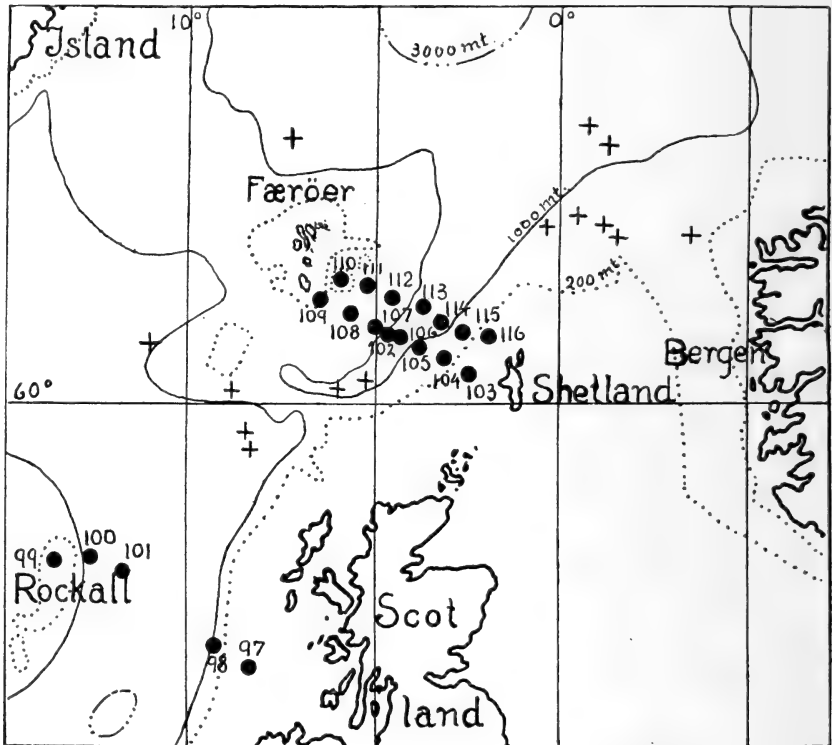 10°
0°
Island
3000 mt.
Færöer
1000 mt.
110
111
112
113
200 mt.
109
108
107
114
115
102
106
116
105
Bergen
104
103
60°
Shetland
99
100
101
Rockall
Scot
98
97
land